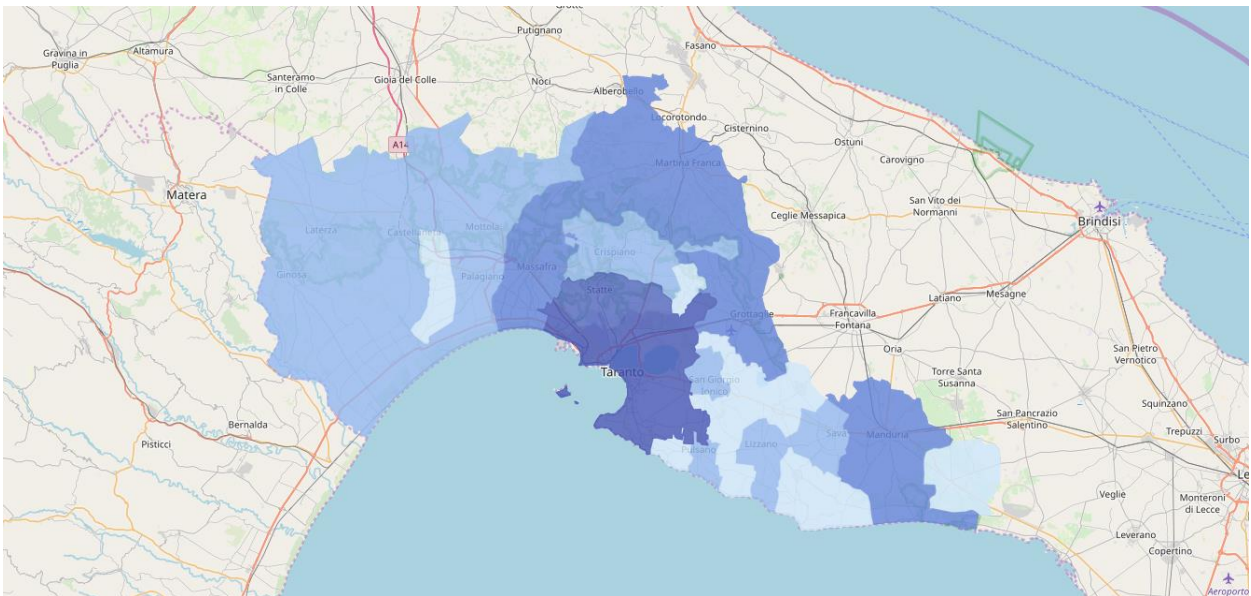 Grotte
Putignano
Fasano
Gravina in
Puglia
Altamura
Santeramo
in Colle
Gioia del Colle
Noci
Alberobello
Locorotondo
Cisternino
A14
Ostuni
Carovigno
Martina Franca
Matera
San Vito dei
Normanni
Ceglie Messapica
Brindisi
Laterza
Castellaneta
Mottola
Crispiano
Ginosa
Palagiano
Massafra
Statte
Latiano
Mesagne
Grottaglie
Francavilla
Fontana
Oria
San Pietro
Vernotico
Taranto
San Giorgio
Ionico
Torre Santa
Susanna
Squinzano
San Pancrazio
Salentino
Trepuzzi
Surbo
Bernalda
Pisticci
Pulsano
Lizzano
Sava
Manduria
Le
Veglie
Monteroni
di Lecce
Leverano
Copertino
Aeroporto